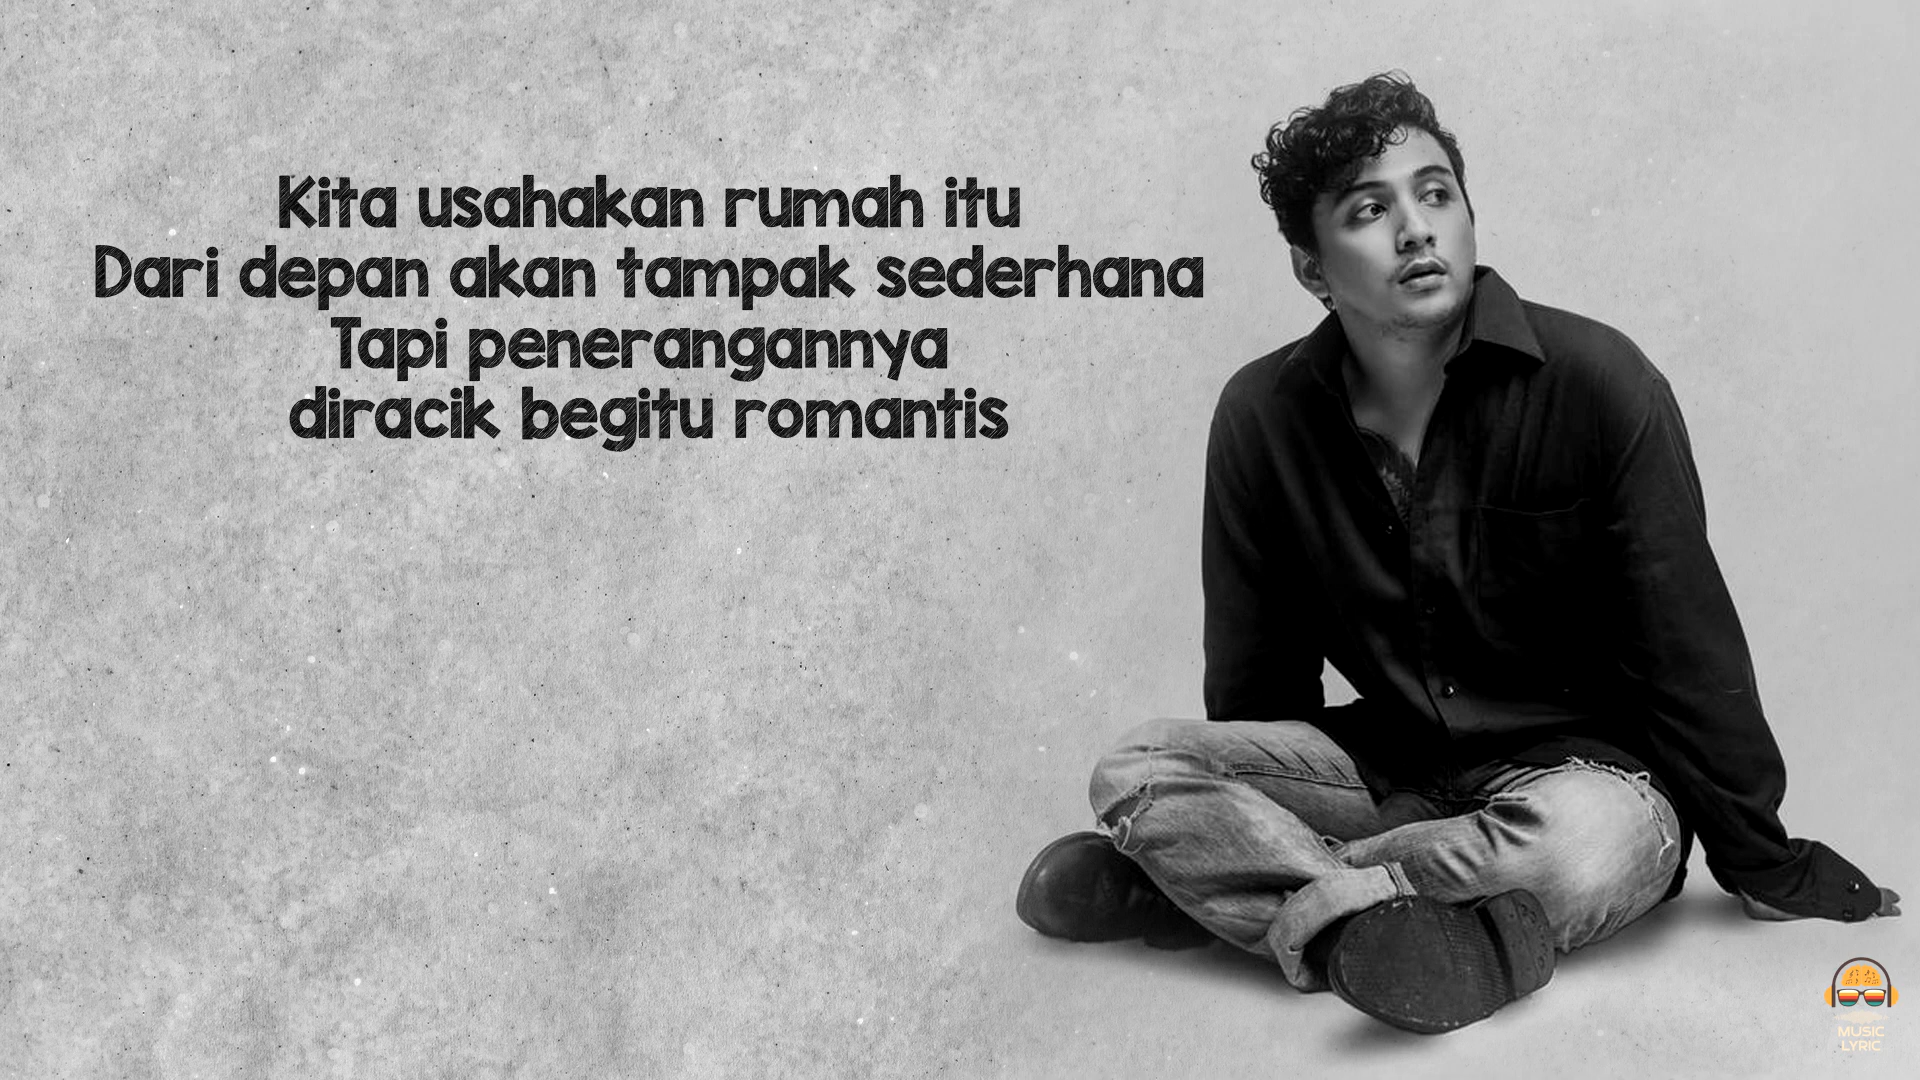 Kita usahakan rumah itu
Dari depan akan tampak sederhana
Tapi penerangannya
diracik begitu romantis
MUSIC
LYRIC